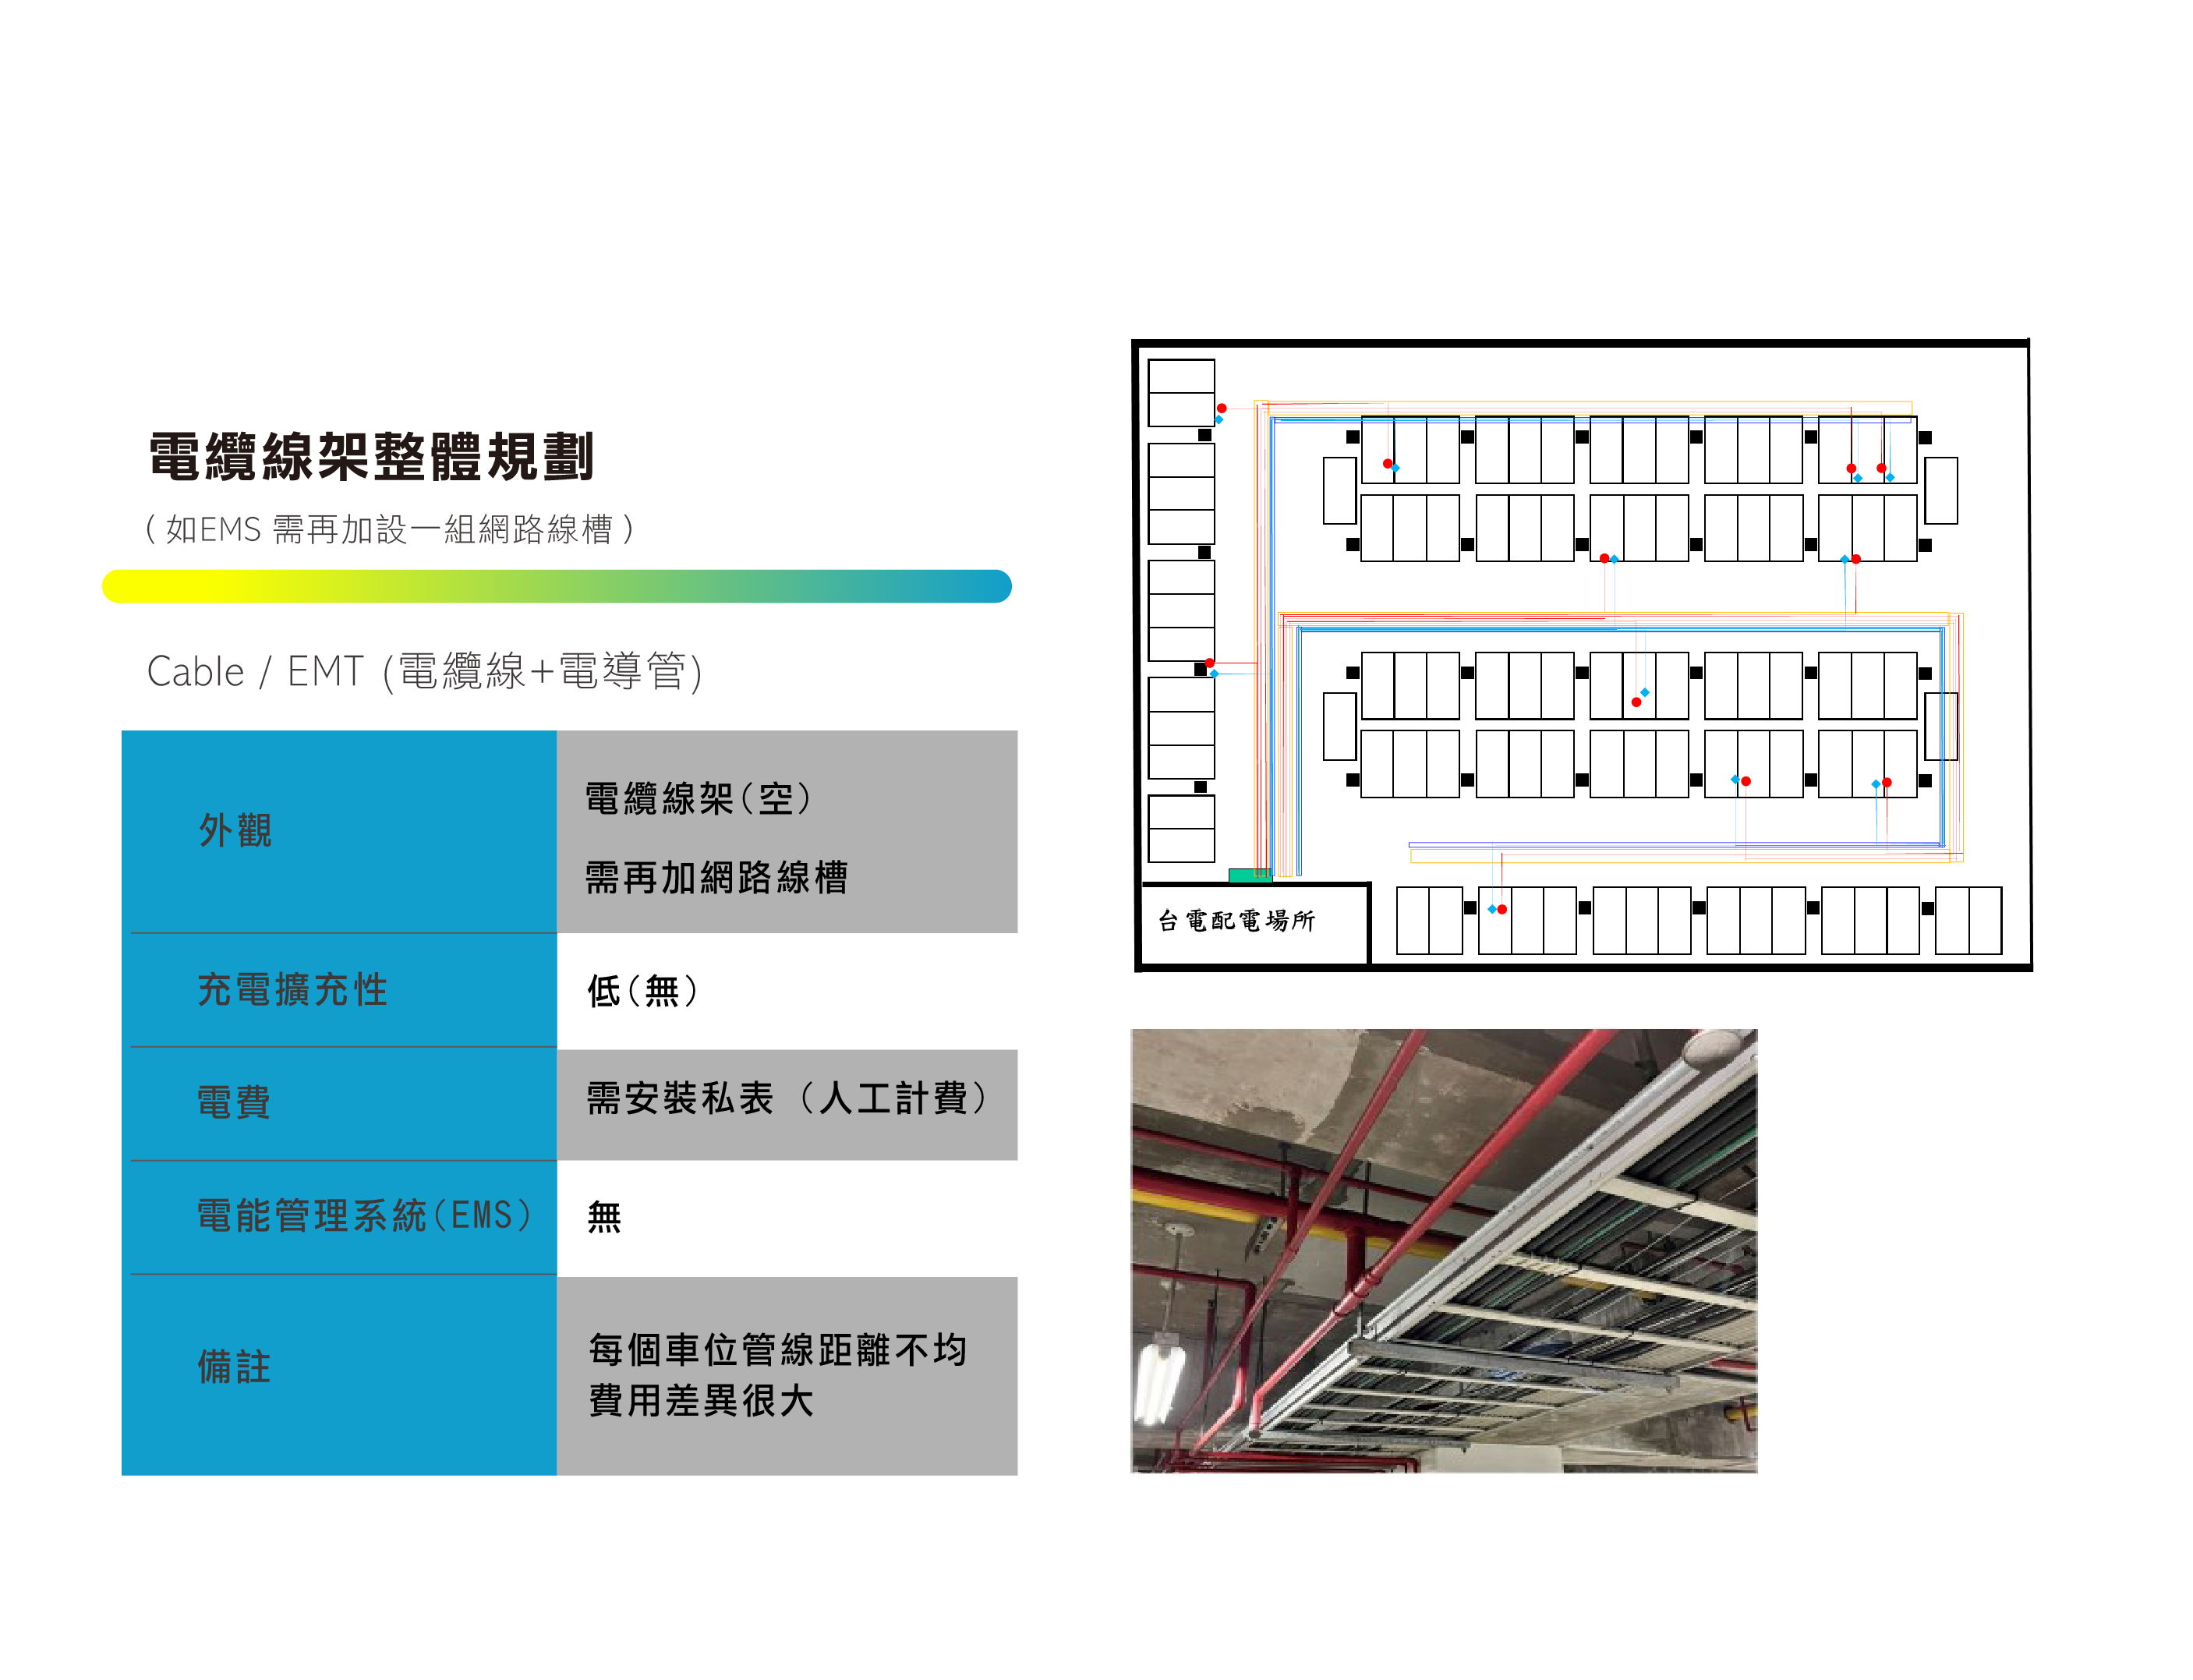 電纜線架整體規劃
( 如EMS 需再加設一組網路線槽 )
Cable / EMT (電纜線+電導管)
外觀
電纜線架(空)
需再加網路線槽
充電擴充性
低(無)
電費
需安裝私表 (人工計費)
電能管理系統(EMS)
無
備註
每個車位管線距離不均
費用差異很大
台電配電場所